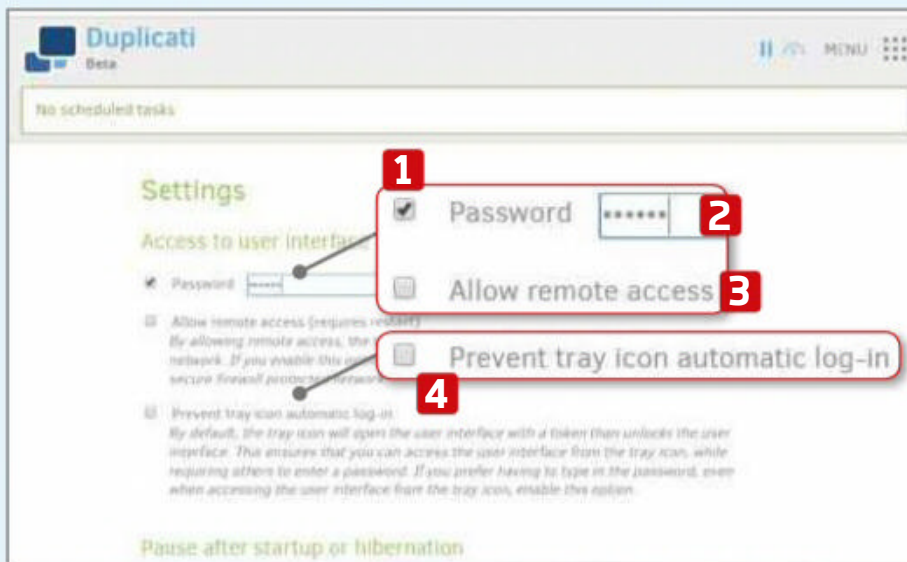 Duplicati
Beta
MENU
No scheduled tasks
Settings
Access to user interface
Password ••••••
Allow remote access (requires restart)
By allowing remote access, the
network. If you enable this
secure firewall protected network
Prevent tray icon automatic log-in
By default, the tray icon will open the user interface with a token than unlocks the user
interface. This ensures that you can access the user interface from the tray icon, while
requiring others to enter a password. If you prefer having to type in the password, even
when accessing the user interface from the tray icon, enable this option.
Pause after startup or hibernation
1
Password •••••• 2
Allow remote access 3
Prevent tray icon automatic log-in
4